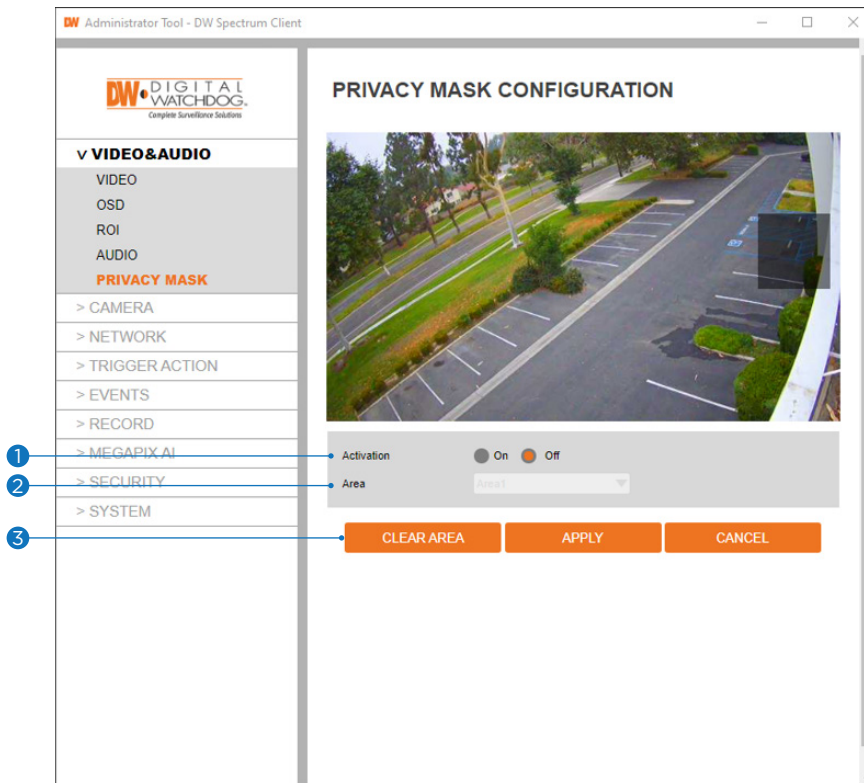 DW Administrator Tool - DW Spectrum Client
DW DIGITAL
WATCHDOG.
Complete Surveillance Solutions
PRIVACY MASK CONFIGURATION
v VIDEO&AUDIO
VIDEO
OSD
ROI
AUDIO
PRIVACY MASK
> CAMERA
> NETWORK
> TRIGGER ACTION
> EVENTS
> RECORD
> MEGAPIX AI
> SECURITY
> SYSTEM
1 Activation On Off
2 Area Area1
3 CLEAR AREA APPLY CANCEL